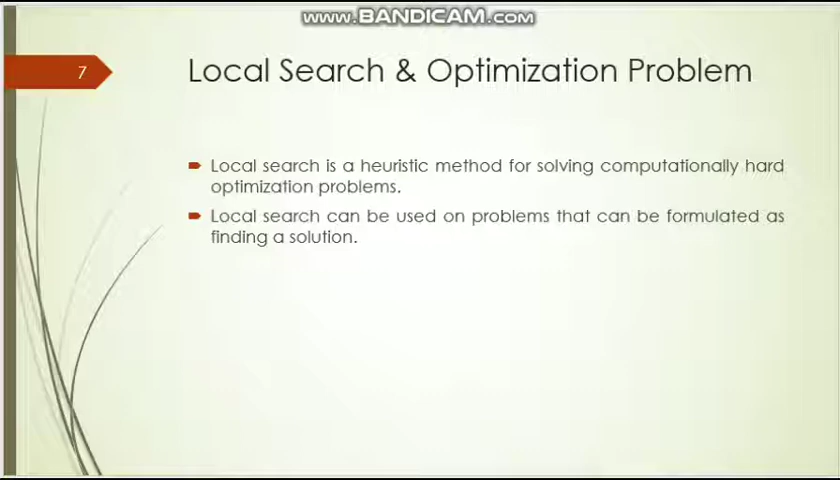 www.BANDICAM.com
7
Local Search & Optimization Problem
Local search is a heuristic method for solving computationally hard
optimization problems.
Local search can be used on problems that can be formulated as
finding a solution.